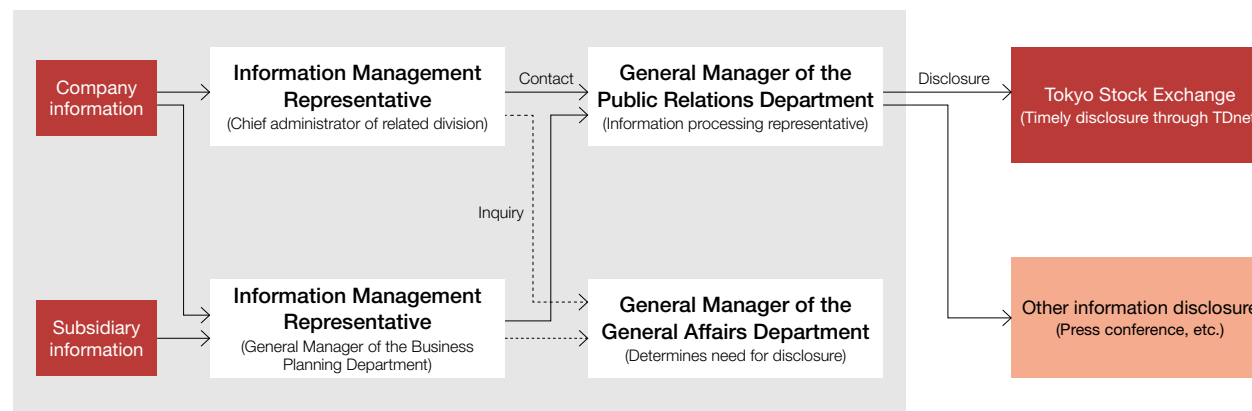 Company
information
Information Management
Representative
(Chief administrator of related division)
Contact
General Manager of the
Public Relations Department
(Information processing representative)
Disclosure
Tokyo Stock Exchange
(Timely disclosure through TDnet
Inquiry
Subsidiary
information
Information Management
Representative
(General Manager of the Business
Planning Department)
General Manager of the
General Affairs Department
(Determines need for disclosure)
Other information disclosure
(Press conference, etc.)